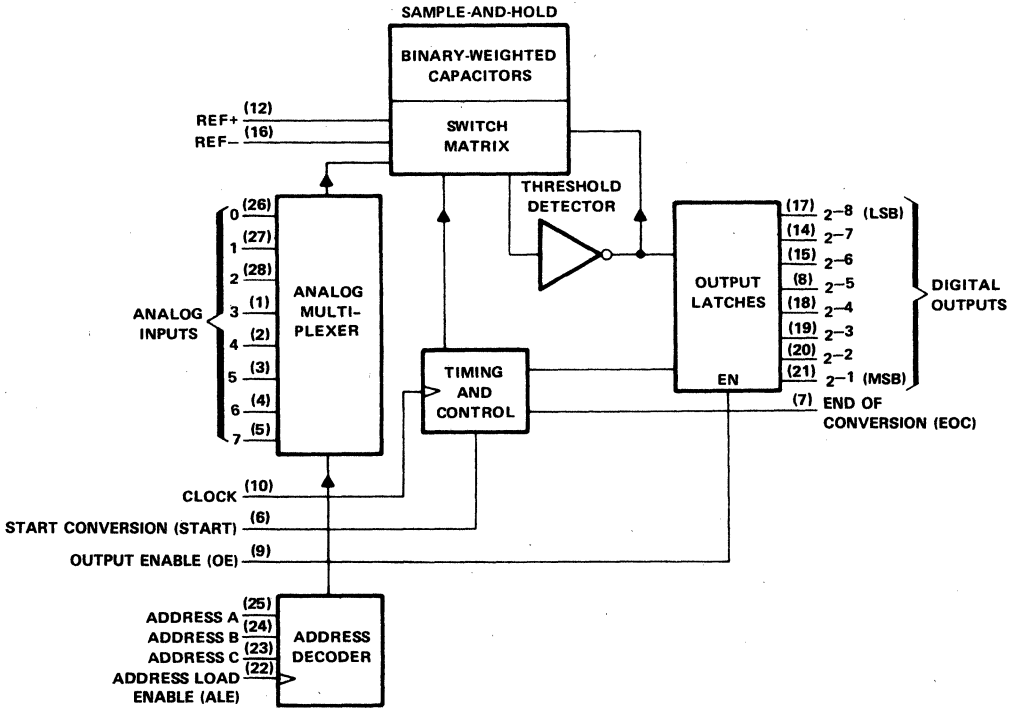 SAMPLE-AND-HOLD
BINARY-WEIGHTED
CAPACITORS
SWITCH
MATRIX
REF+ (12)
REF− (16)
THRESHOLD
DETECTOR
ANALOG
INPUTS
0 (26)
1 (27)
2 (28)
3 (1)
4 (2)
5 (3)
6 (4)
7 (5)
ANALOG
MULTI-
PLEXER
TIMING
AND
CONTROL
OUTPUT
LATCHES
EN
(17) 2−8 (LSB)
(14) 2−7
(15) 2−6
(8) 2−5
(18) 2−4
(19) 2−3
(20) 2−2
(21) 2−1 (MSB)
DIGITAL
OUTPUTS
(7) END OF
CONVERSION (EOC)
CLOCK (10)
START CONVERSION (START) (6)
OUTPUT ENABLE (OE) (9)
ADDRESS A (25)
ADDRESS B (24)
ADDRESS C (23)
ADDRESS LOAD (22)
ENABLE (ALE)
ADDRESS
DECODER